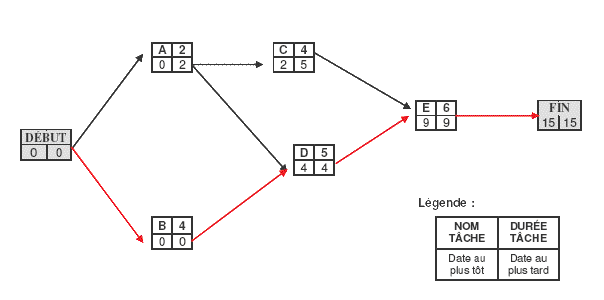 A 2
0 2
C 4
2 5
E 6
9 9
FIN
15 15
DÉBUT
0 0
D 5
4 4
B 4
0 0
Légende :
NOM TÂCHE
DURÉE TÂCHE
Date au plus tôt
Date au plus tard